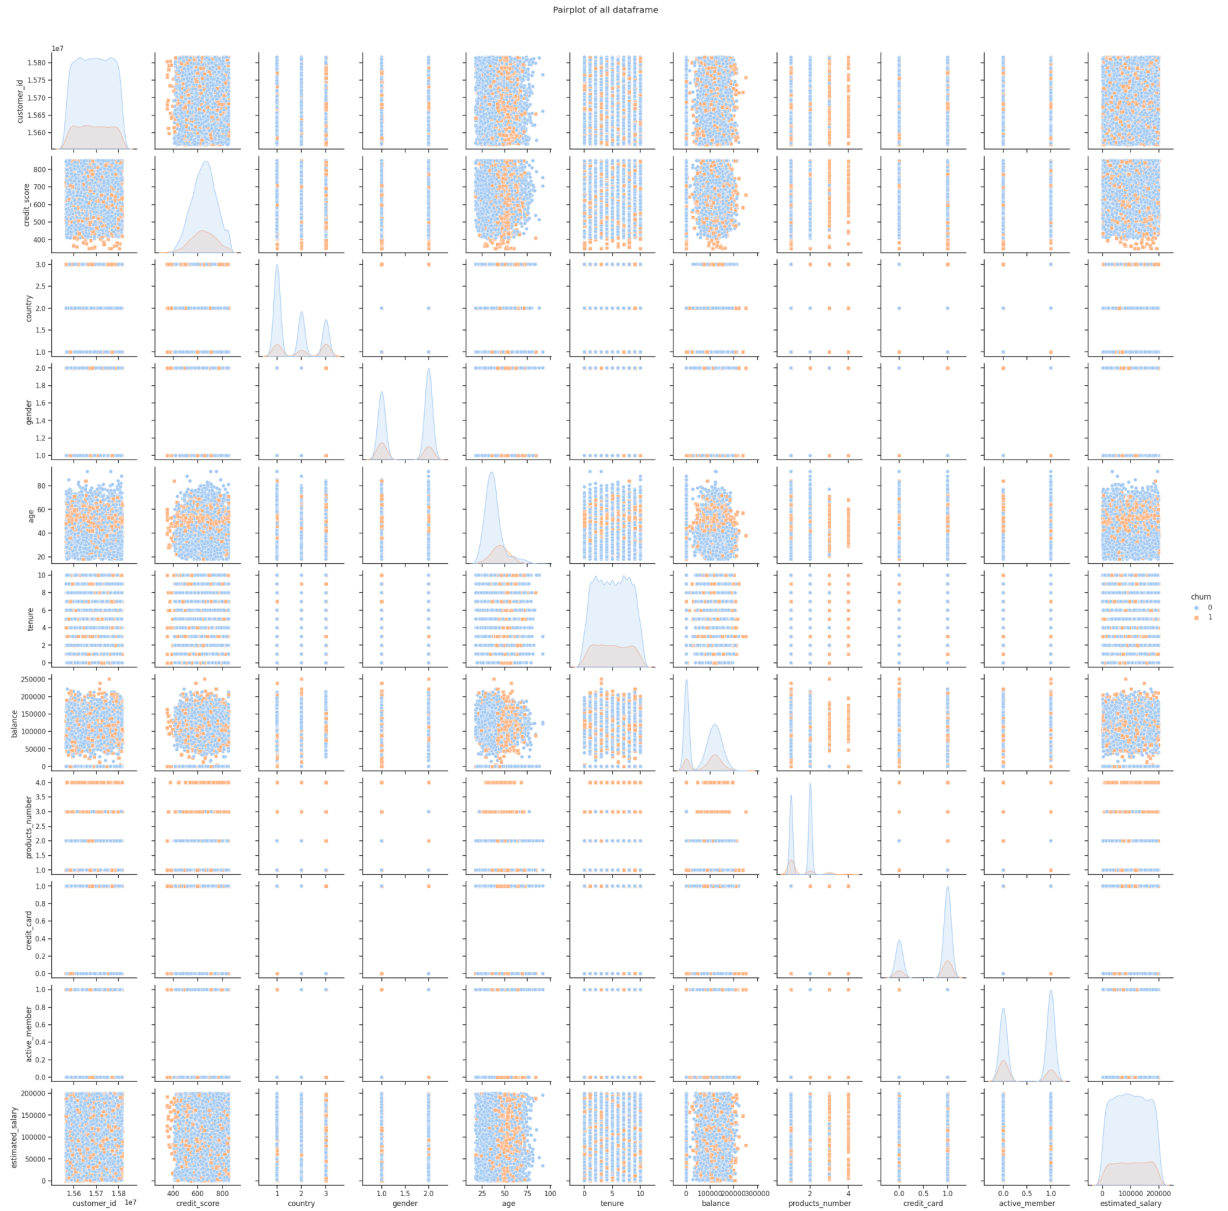 Pairplot of all dataframe
1e7
1.580
1.575
1.570
1.565
1.560
customer_id
800
700
600
500
400
credit_score
3.0
2.5
2.0
1.5
1.0
country
2.0
1.8
1.6
1.4
1.2
1.0
gender
80
60
40
20
age
10
8
6
4
2
0
tenure
churn
0
1
250000
200000
150000
100000
50000
0
balance
4.0
3.5
3.0
2.5
2.0
1.5
1.0
products_number
1.0
0.8
0.6
0.4
0.2
0.0
credit_card
1.0
0.8
0.6
0.4
0.2
0.0
active_member
200000
150000
100000
50000
0
estimated_salary
1.56 1.57 1.58 1e7
customer_id
400 600 800
credit_score
1 2 3
country
1.0 1.5 2.0
gender
25 50 75 100
age
0 5 10
tenure
0 100000 200000 300000
balance
2 4
products_number
0.0 0.5 1.0
credit_card
0.0 0.5 1.0
active_member
0 100000 200000
estimated_salary